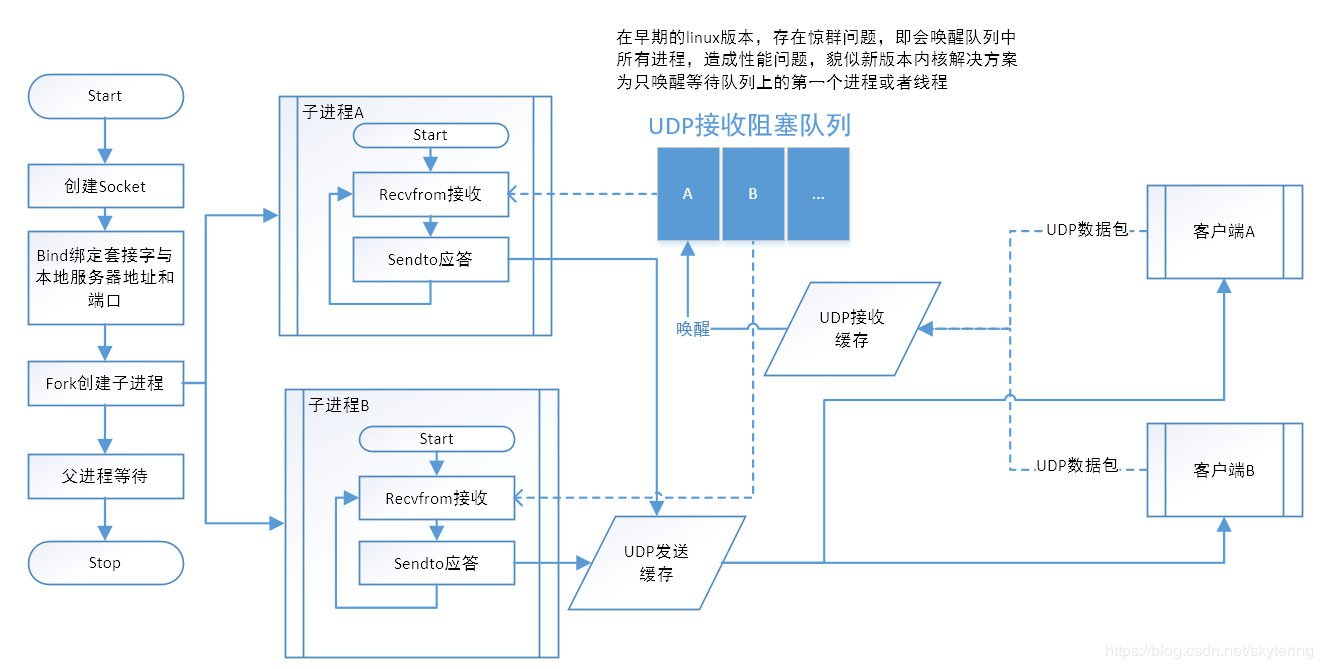 在早期的linux版本，存在惊群问题，即会唤醒队列中
所有进程，造成性能问题，貌似新版本内核解决方案
为只唤醒等待队列上的第一个进程或者线程
Start
创建Socket
Bind绑定套接字与
本地服务器地址和
端口
Fork创建子进程
父进程等待
Stop
子进程A
Start
Recvfrom接收
Sendto应答
子进程B
Start
Recvfrom接收
Sendto应答
UDP接收阻塞队列
A
B
...
唤醒
UDP接收
缓存
UDP发送
缓存
UDP数据包
客户端A
UDP数据包
客户端B
https://blog.csdn.net/skytering